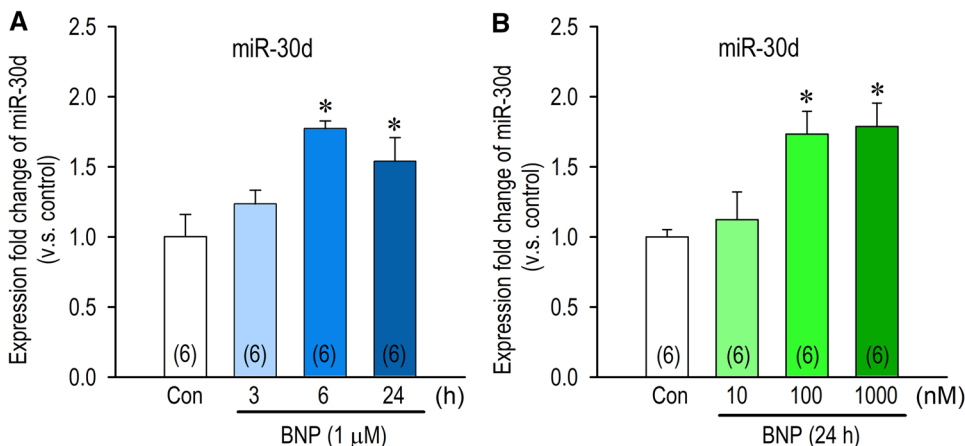 A
miR-30d
Expression fold change of miR-30d
(v.s. control)
2.5
2.0
1.5
1.0
0.5
0.0
*
*
(6)
(6)
(6)
(6)
Con
3
6
24
(h)
BNP (1 μM)
B
miR-30d
Expression fold change of miR-30d
(v.s. control)
2.5
2.0
1.5
1.0
0.5
0.0
*
*
(6)
(6)
(6)
(6)
Con
10
100
1000
(nM)
BNP (24 h)